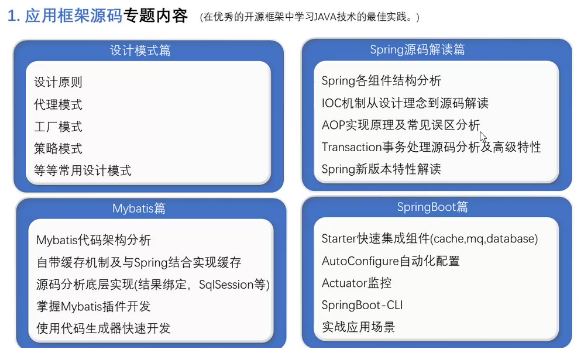 1. 应用框架源码专题内容 (在优秀的开源框架中学习JAVA技术的最佳实践。)
设计模式篇
设计原则
代理模式
工厂模式
策略模式
等等常用设计模式
Spring源码解读篇
Spring各组件结构分析
IOC机制从设计理念到源码解读
AOP实现原理及常见误区分析
Transaction事务处理源码分析及高级特性
Spring新版本特性解读
Mybatis篇
Mybatis代码架构分析
自带缓存机制及与Spring结合实现缓存
源码分析底层实现(结果绑定，SqlSession等)
掌握Mybatis插件开发
使用代码生成器快速开发
SpringBoot篇
Starter快速集成组件(cache,mq,database)
AutoConfigure自动化配置
Actuator监控
SpringBoot-CLI
实战应用场景